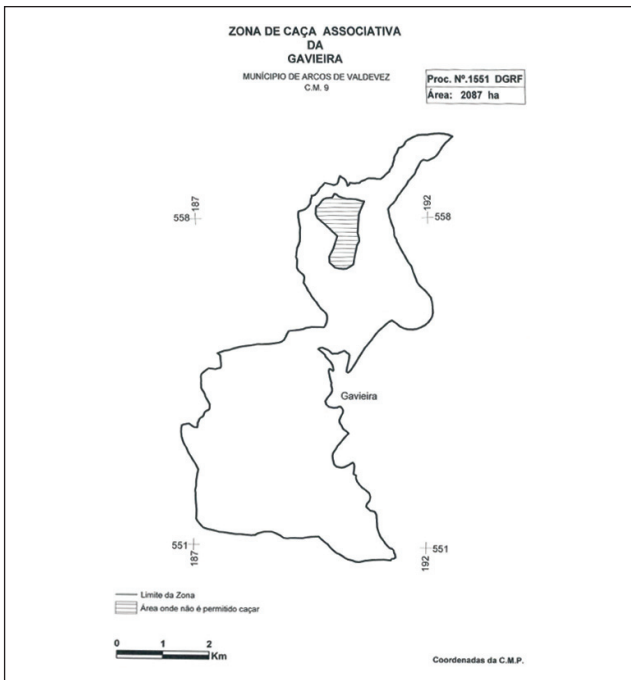 ZONA DE CAÇA ASSOCIATIVA
DA
GAVIEIRA
MUNÍCIPIO DE ARCOS DE VALDEVEZ
C.M. 9
Proc. Nº.1551 DGRF
Área: 2087 ha
187
558
192
558
Gavieira
551
187
551
192
Limite da Zona
Área onde não é permitido caçar
0 1 2
Km
Coordenadas da C.M.P.